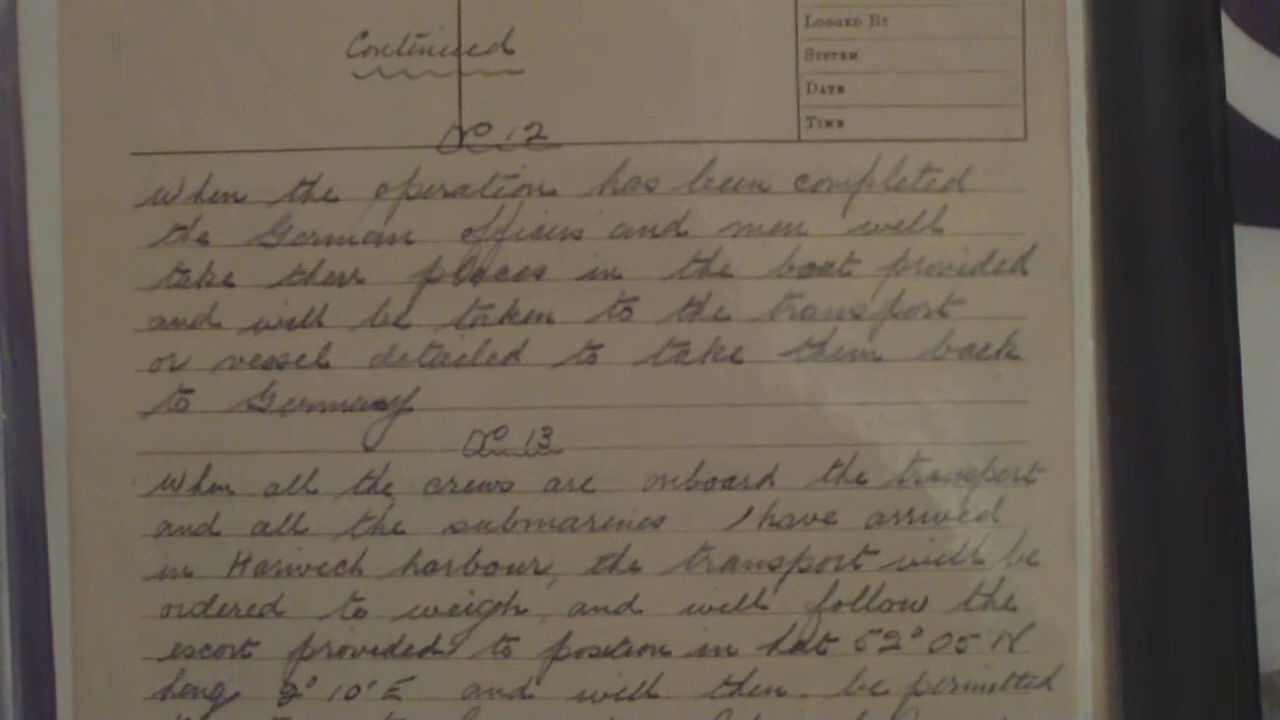 LOGGED BY
SYSTEM
DATE
TIME
Continued
No 12
When the operation has been completed
the German officers and men will
take their places in the boat provided
and will be taken to the transport
or vessel detailed to take them back
to Germany
No 13
When all the crews are onboard the transport
and all the submarines have arrived
in Harwich harbour, the transport will be
ordered to weigh, and will follow the
escort provided to position in Lat 52° 05' N
Long 2° 10' E and will then be permitted